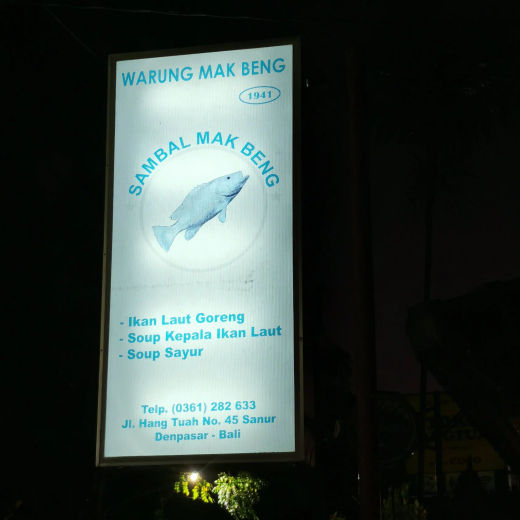 WARUNG MAK BENG
1941
SAMBAL MAK BENG
- Ikan Laut Goreng
- Soup Kepala Ikan Laut
- Soup Sayur
Telp. (0361) 282 633
Jl. Hang Tuah No. 45 Sanur
Denpasar - Bali